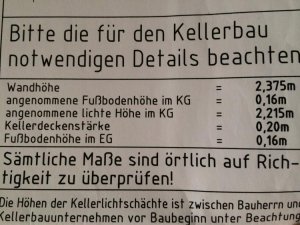 Bitte die für den Kellerbau
notwendigen Details beachten
Wandhöhe = 2,375m
angenommene Fußbodenhöhe im KG = 0,16m
angenommene lichte Höhe im KG = 2,215m
Kellerdeckenstärke = 0,20m
Fußbodenhöhe im EG = 0,16m
Sämtliche Maße sind örtlich auf Rich-
tigkeit zu überprüfen!
Die Höhen der Kellerlichtschächte ist zwischen Bauherrn und
Kellerbauunternehmen vor Baubeginn unter Beachtung